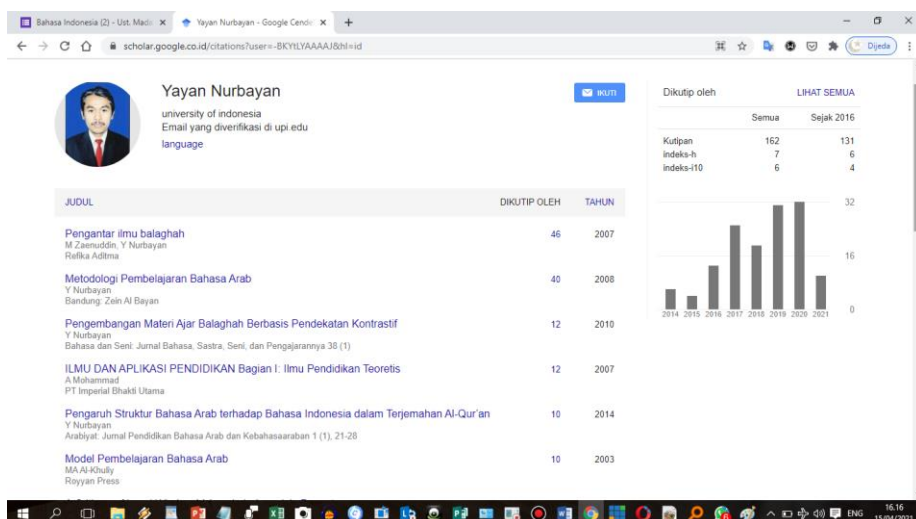 Bahasa Indonesia (2) - Ust. Mada
Yayan Nurbayan - Google Cende
scholar.google.co.id/citations?user=-BKYtLYAAAAJ&hl=id
Dijeda
Yayan Nurbayan
IKUTI
university of indonesia
Email yang diverifikasi di upi.edu
language
Dikutip oleh LIHAT SEMUA
Semua Sejak 2016
Kutipan 162 131
indeks-h 7 6
indeks-i10 6 4
32
16
0
2014 2015 2016 2017 2018 2019 2020 2021
JUDUL DIKUTIP OLEH TAHUN
Pengantar ilmu balaghah 46 2007
M Zaenuddin, Y Nurbayan
Refika Aditma
Metodologi Pembelajaran Bahasa Arab 40 2008
Y Nurbayan
Bandung: Zein Al Bayan
Pengembangan Materi Ajar Balaghah Berbasis Pendekatan Kontrastif 12 2010
Y Nurbayan
Bahasa dan Seni: Jurnal Bahasa, Sastra, Seni, dan Pengajarannya 38 (1)
ILMU DAN APLIKASI PENDIDIKAN Bagian I: Ilmu Pendidikan Teoretis 12 2007
A Mohammad
PT Imperial Bhakti Utama
Pengaruh Struktur Bahasa Arab terhadap Bahasa Indonesia dalam Terjemahan Al-Qur'an 10 2014
Y Nurbayan
Arabiyat: Jurnal Pendidikan Bahasa Arab dan Kebahasaaraban 1 (1), 21-28
Model Pembelajaran Bahasa Arab 10 2003
MA Al-Khuliy
Royyan Press
ENG
16.16
15/04/2021